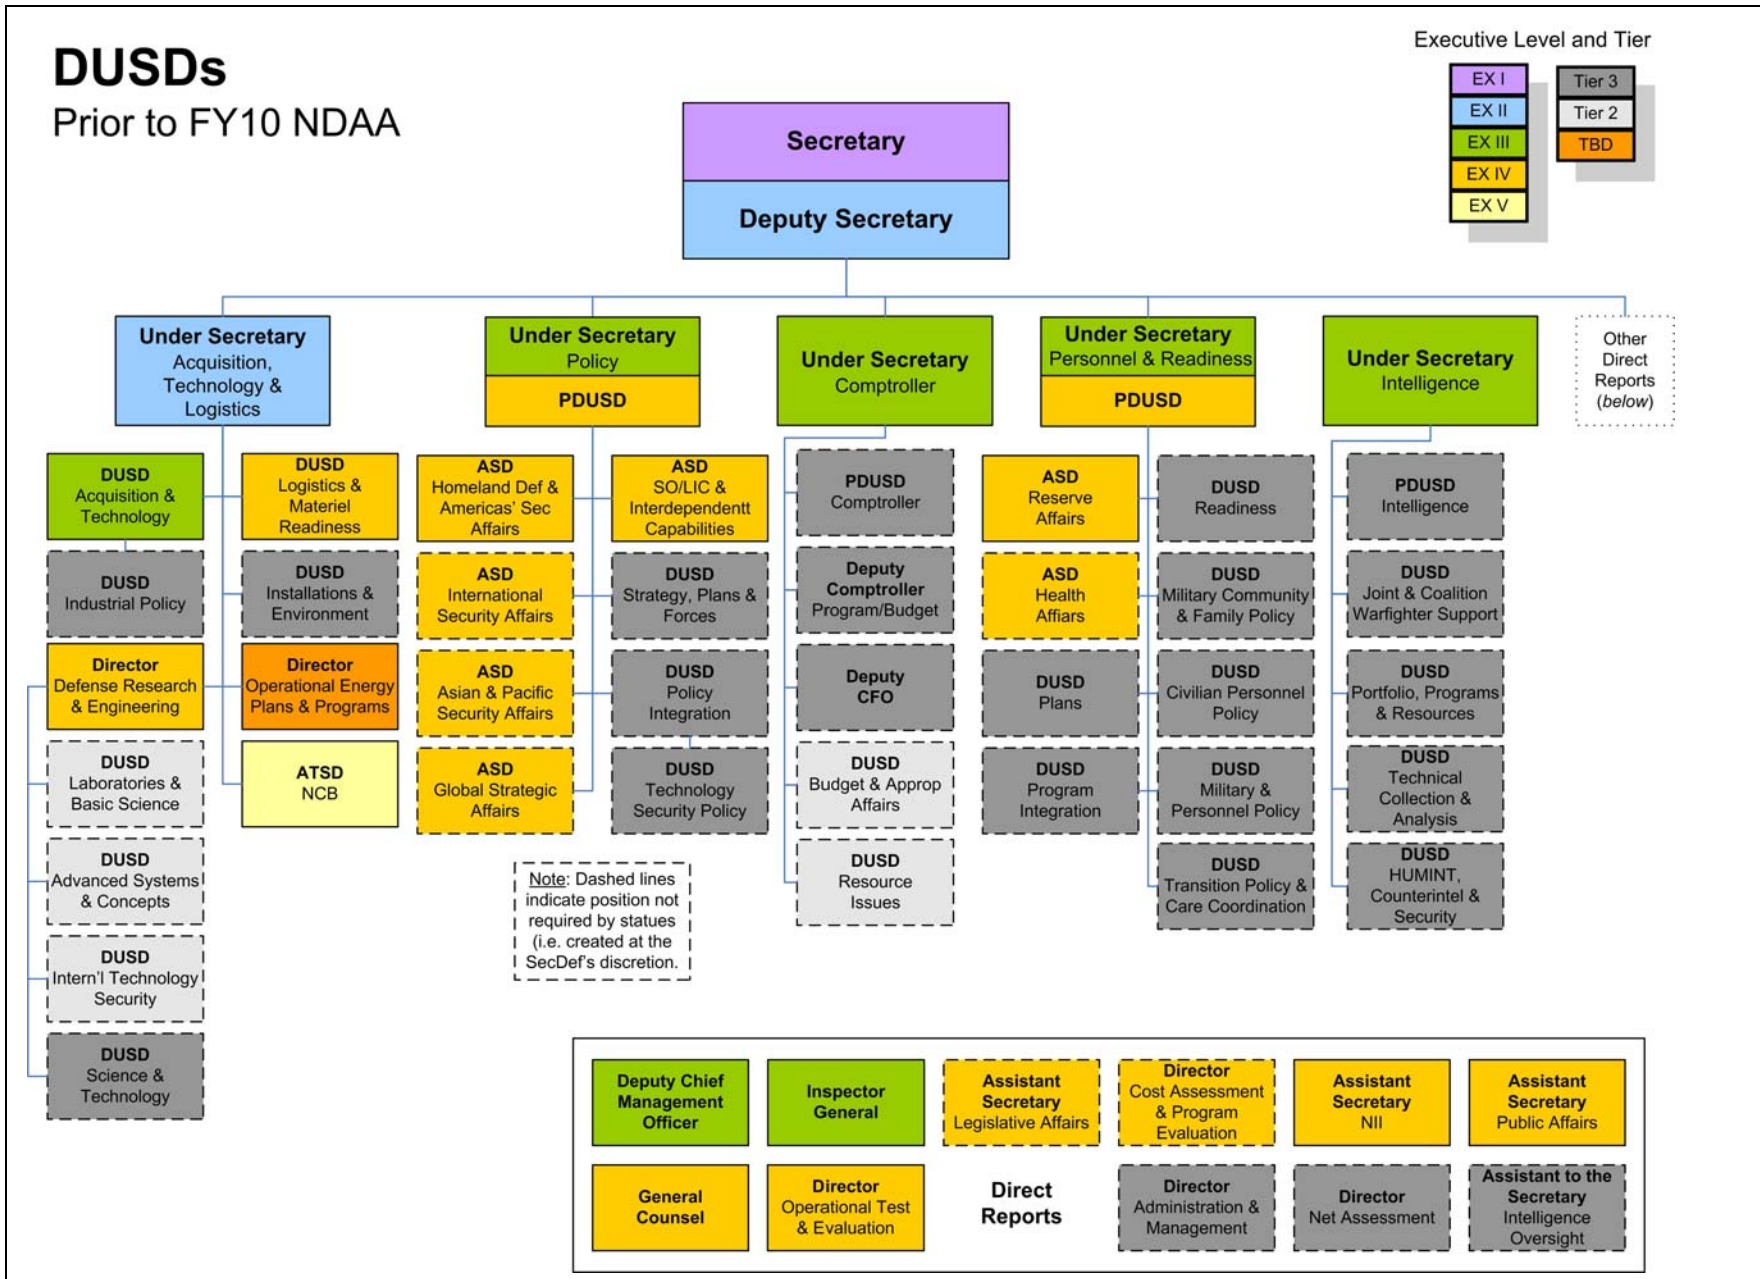 DUSDs
Prior to FY10 NDAA
Executive Level and Tier
EX I
EX II
EX III
EX IV
EX V
Tier 3
Tier 2
TBD
Secretary
Deputy Secretary
Under Secretary
Acquisition,
Technology &
Logistics
Under Secretary
Policy
PDUSD
Under Secretary
Comptroller
Under Secretary
Personnel & Readiness
PDUSD
Under Secretary
Intelligence
Other
Direct
Reports
(below)
DUSD
Acquisition &
Technology
DUSD
Logistics &
Materiel
Readiness
DUSD
Industrial Policy
DUSD
Installations &
Environment
Director
Defense Research
& Engineering
Director
Operational Energy
Plans & Programs
DUSD
Laboratories &
Basic Science
ATSD
NCB
DUSD
Advanced Systems
& Concepts
DUSD
Intern'l Technology
Security
DUSD
Science &
Technology
ASD
Homeland Def &
Americas' Sec
Affairs
ASD
SO/LIC &
Interdependentt
Capabilities
ASD
International
Security Affairs
DUSD
Strategy, Plans &
Forces
ASD
Asian & Pacific
Security Affairs
DUSD
Policy
Integration
ASD
Global Strategic
Affairs
DUSD
Technology
Security Policy
Note: Dashed lines
indicate position not
required by statues
(i.e. created at the
SecDef's discretion.
PDUSD
Comptroller
Deputy
Comptroller
Program/Budget
Deputy
CFO
DUSD
Budget & Approp
Affairs
DUSD
Resource
Issues
ASD
Reserve
Affairs
DUSD
Readiness
ASD
Health
Affiars
DUSD
Military Community
& Family Policy
DUSD
Plans
DUSD
Civilian Personnel
Policy
DUSD
Program
Integration
DUSD
Military &
Personnel Policy
DUSD
Transition Policy &
Care Coordination
PDUSD
Intelligence
DUSD
Joint & Coalition
Warfighter Support
DUSD
Portfolio, Programs
& Resources
DUSD
Technical
Collection &
Analysis
DUSD
HUMINT,
Counterintel &
Security
Deputy Chief
Management
Officer
Inspector
General
Assistant
Secretary
Legislative Affairs
Director
Cost Assessment
& Program
Evaluation
Assistant
Secretary
NII
Assistant
Secretary
Public Affairs
General
Counsel
Director
Operational Test
& Evaluation
Direct
Reports
Director
Administration &
Management
Director
Net Assessment
Assistant to the
Secretary
Intelligence
Oversight